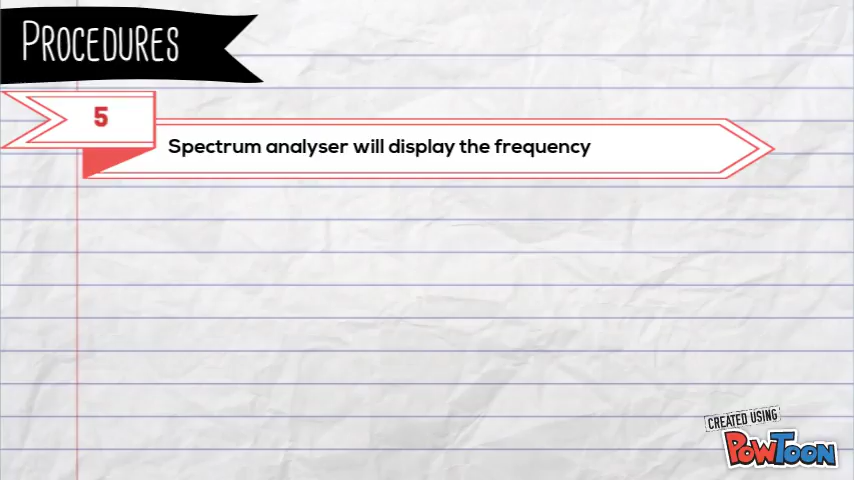 PROCEDURES
5
Spectrum analyser will display the frequency
CREATED USING
POWTOON